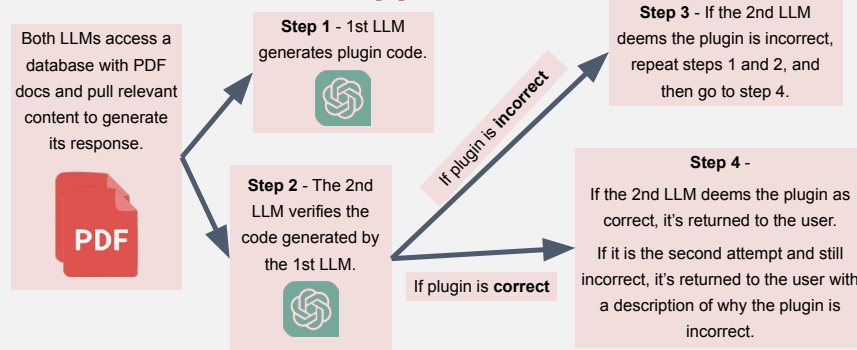 Both LLMs access a
database with PDF
docs and pull relevant
content to generate
its response.
PDF
Step 1 - 1st LLM
generates plugin code.
Step 2 - The 2nd
LLM verifies the
code generated by
the 1st LLM.
If plugin is incorrect
If plugin is correct
Step 3 - If the 2nd LLM
deems the plugin is incorrect,
repeat steps 1 and 2, and
then go to step 4.
Step 4 -
If the 2nd LLM deems the plugin as
correct, it's returned to the user.
If it is the second attempt and still
incorrect, it's returned to the user with
a description of why the plugin is
incorrect.